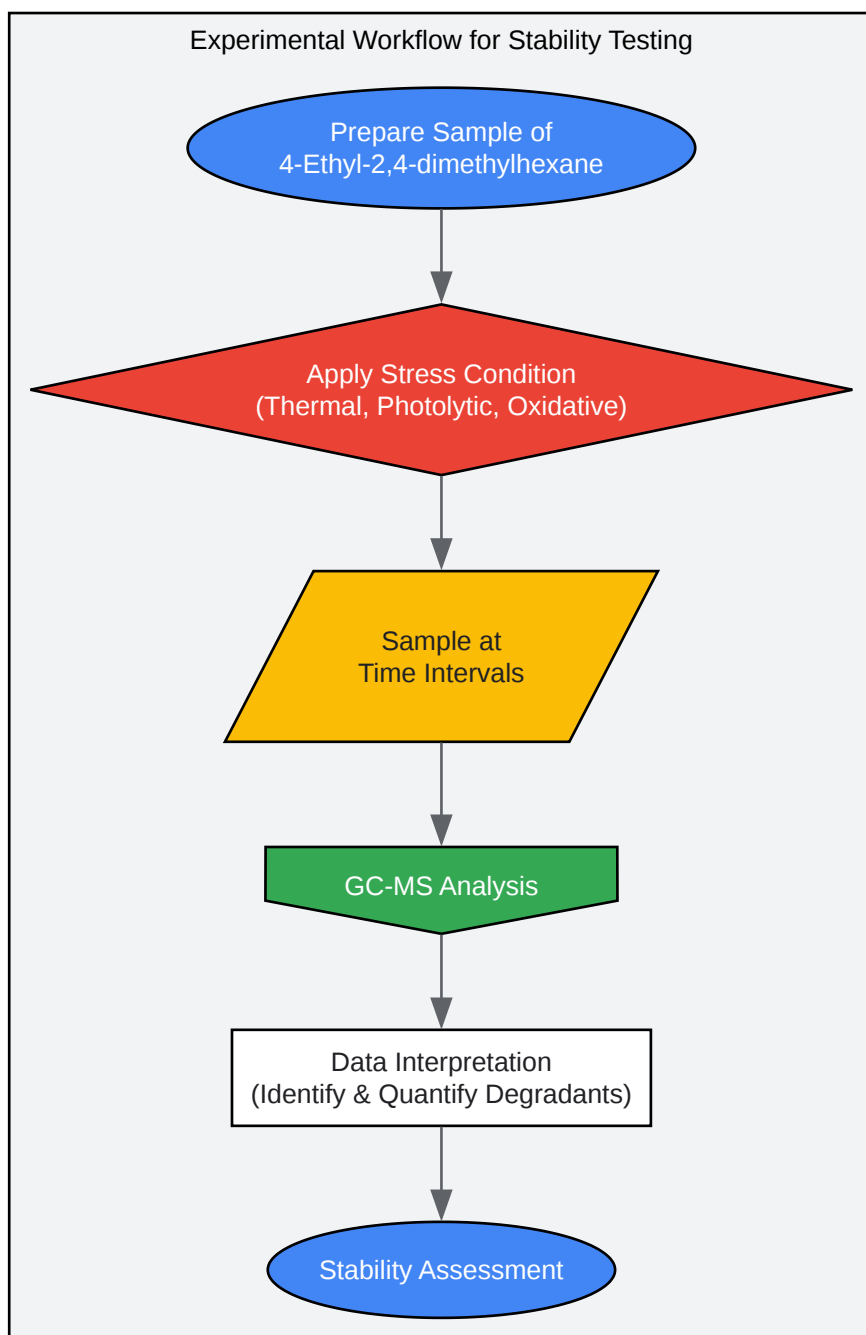 Experimental Workflow for Stability Testing
Prepare Sample of
4-Ethyl-2,4-dimethylhexane
Apply Stress Condition
(Thermal, Photolytic, Oxidative)
Sample at
Time Intervals
GC-MS Analysis
Data Interpretation
(Identify & Quantify Degradants)
Stability Assessment